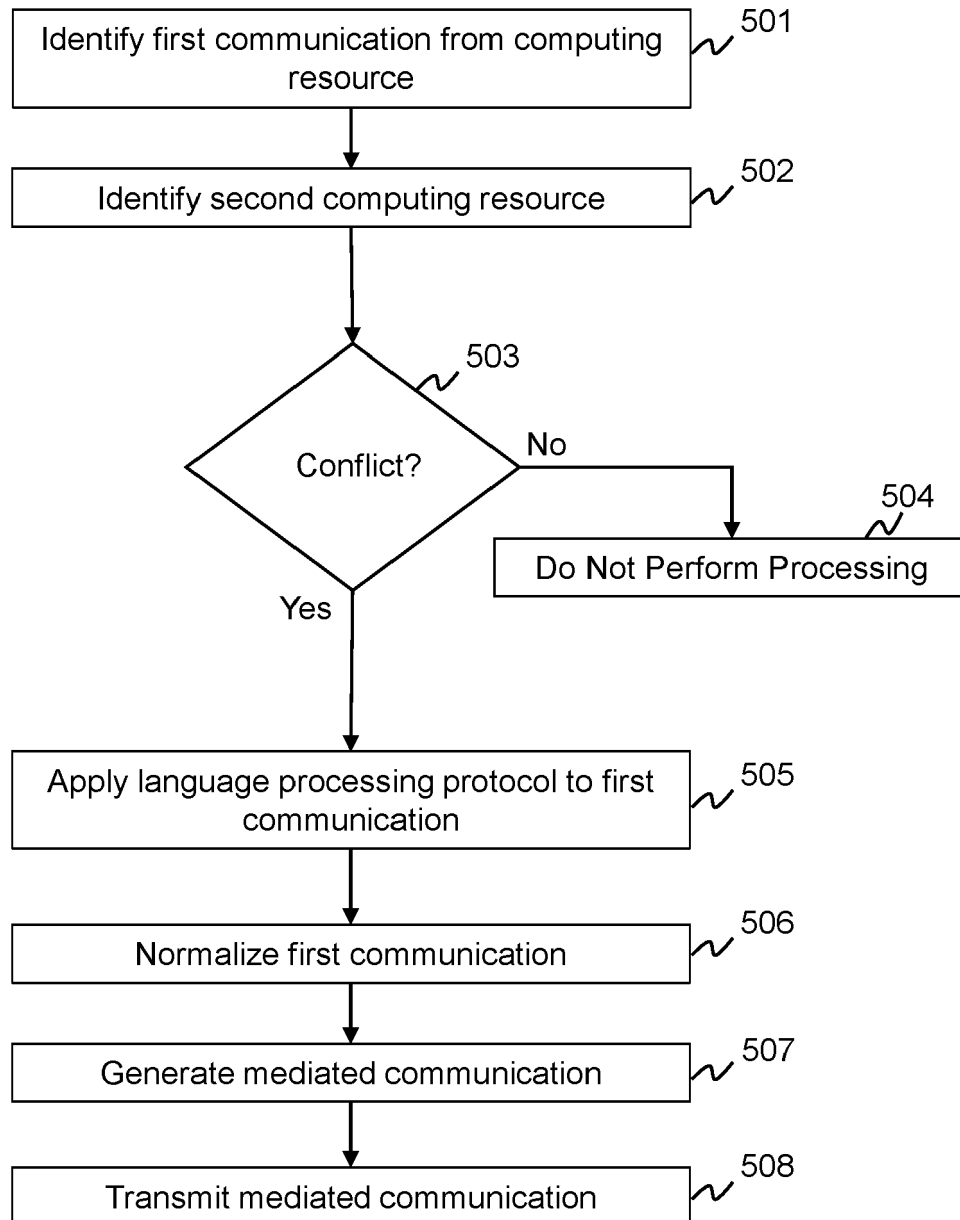 501
Identify first communication from computing
resource
502
Identify second computing resource
503
Conflict?
No
504
Do Not Perform Processing
Yes
Apply language processing protocol to first
communication
505
506
Normalize first communication
507
Generate mediated communication
508
Transmit mediated communication